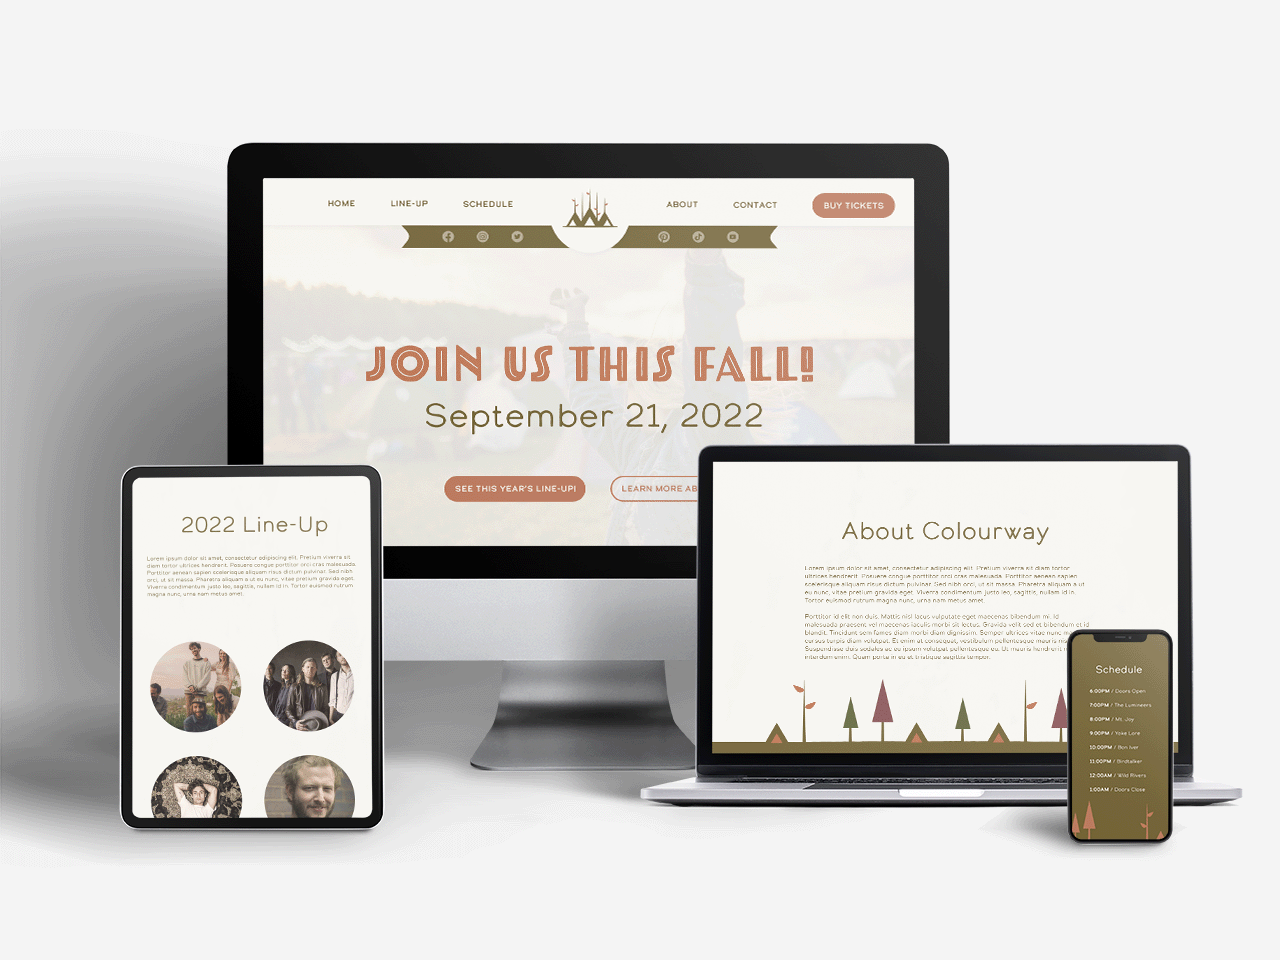 HOME LINE-UP SCHEDULE ABOUT CONTACT BUY TICKETS
JOIN US THIS FALL!
September 21, 2022
SEE THIS YEAR'S LINE-UP! LEARN MORE AB
2022 Line-Up
Lorem ipsum dolor sit amet, consectetur adipiscing elit. Pretium viverra sit
diam tortor ultrices hendrerit. Posuere congue porttitor orci cras malesuada.
Porttitor aenean sapien scelerisque aliquam risus dictum pulvinar. Sed nibh
orci, ut sit massa. Pharetra aliquam a ut eu nunc, vitae pretium gravida eget.
Viverra condimentum justo leo, sagittis, nullam id in. Tortor euismod rutrum
magna nunc, urna nam metus amet.
About Colourway
Lorem ipsum dolor sit amet, consectetur adipiscing elit. Pretium viverra sit diam tortor
ultrices hendrerit. Posuere congue porttitor orci cras malesuada. Porttitor aenean sapien
scelerisque aliquam risus dictum pulvinar. Sed nibh orci, ut sit massa. Pharetra aliquam a ut
eu nunc, vitae pretium gravida eget. Viverra condimentum justo leo, sagittis, nullam id in.
Tortor euismod rutrum magna nunc, urna nam metus amet.
Porttitor id elit non duis. Mattis nisl lacus vulputate eget maecenas bibendum mi. Id
malesuada praesent vel maecenas iaculis morbi sit lectus. Gravida velit sed et bibendum et id
blandit. Tincidunt sem fames diam morbi diam dignissim. Semper ultrices vitae nunc m
cursus turpis diam volutpat. Et enim at consequat, vestibulum pellentesque mauris nis
Suspendisse duis sodales ac eu ipsum volutpat pellentesque eu. Ut mauris hendrerit n
interdum enim. Quam porta in eu et tristique sagittis tempor.
Schedule
6:00PM / Doors Open
7:00PM / The Lumineers
8:00PM / Mt. Joy
9:00PM / Yoke Lore
10:00PM / Bon Iver
11:00PM / Birdtalker
12:00AM / Wild Rivers
1:00AM / Doors Close